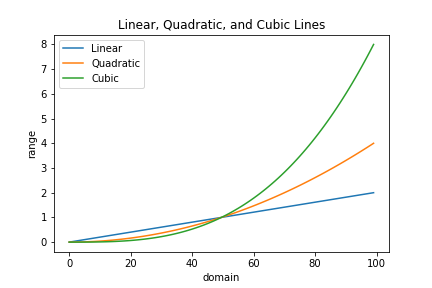 Linear, Quadratic, and Cubic Lines
Linear
Quadratic
Cubic
range
8
7
6
5
4
3
2
1
0
0 20 40 60 80 100
domain